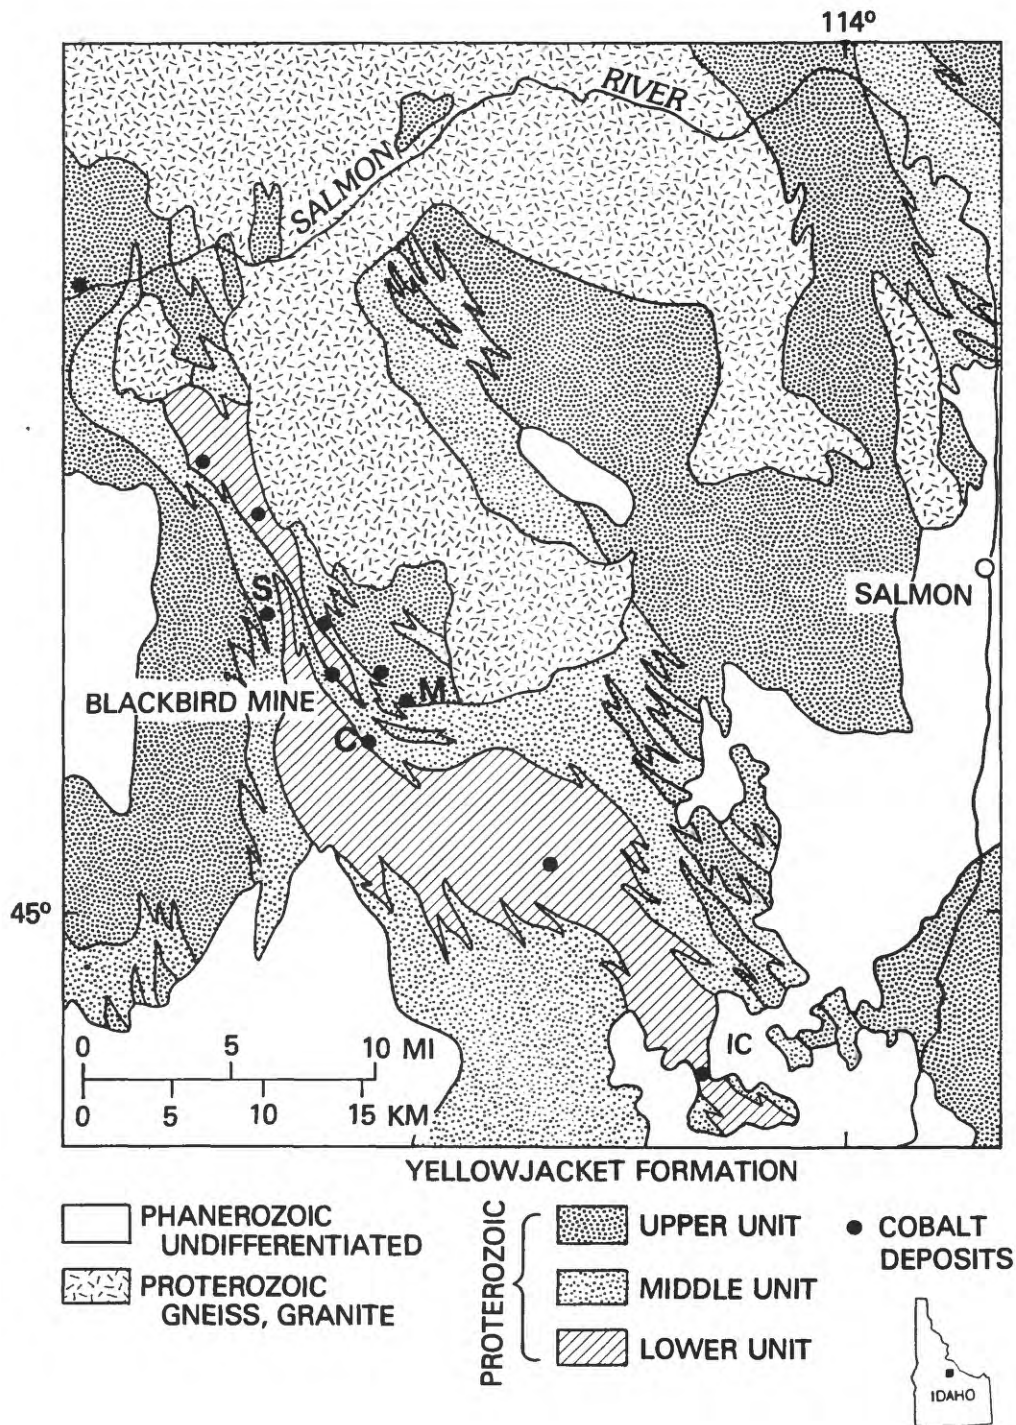 114°
SALMON RIVER
S
SALMON
BLACKBIRD MINE
M
C
45°
IC
0 5 10 MI
0 5 10 15 KM
YELLOWJACKET FORMATION
PHANEROZOIC
UNDIFFERENTIATED
PROTEROZOIC
GNEISS, GRANITE
PROTEROZOIC
UPPER UNIT
MIDDLE UNIT
LOWER UNIT
COBALT
DEPOSITS
IDAHO